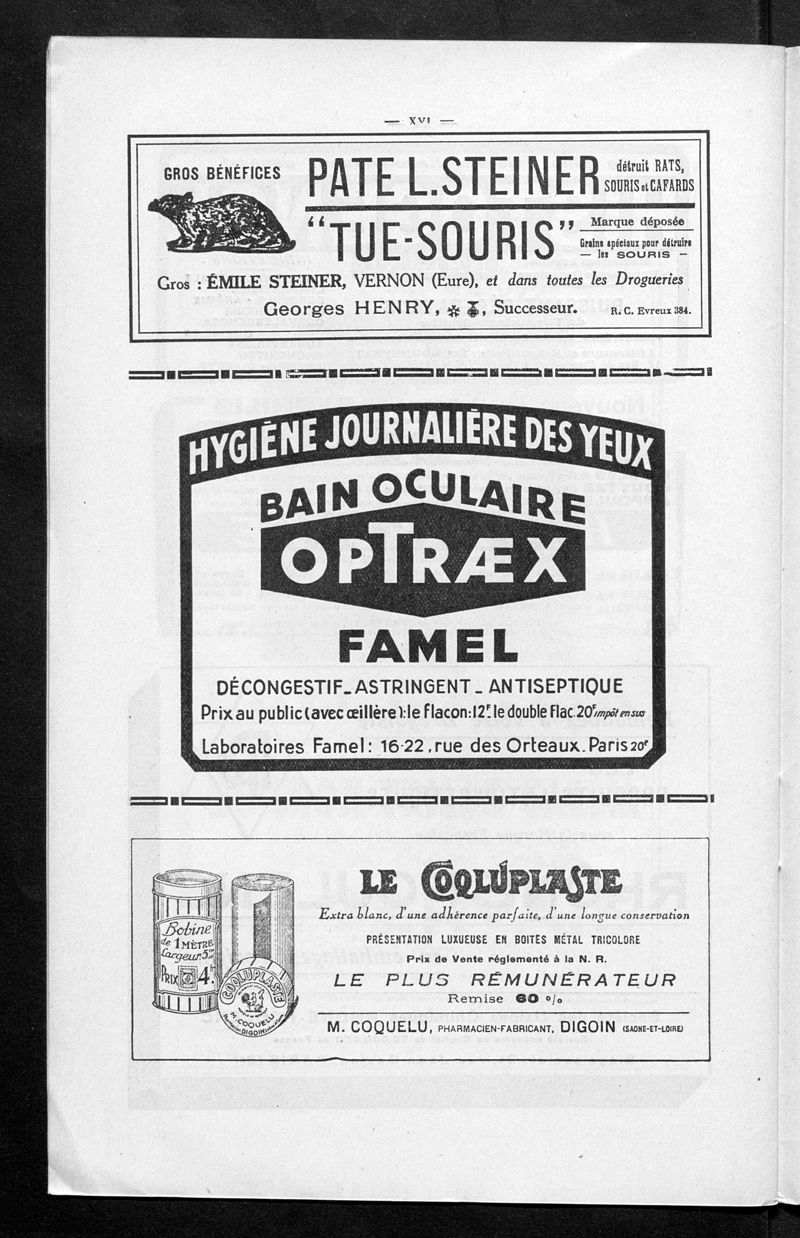 — XVI —
GROS BÉNÉFICES
PATE L. STEINER
détruit RATS,
SOURIS et CAFARDS
"TUE-SOURIS"
Marque déposée
Grains spéciaux pour détruire
— les SOURIS —
Gros : ÉMILE STEINER, VERNON (Eure), et dans toutes les Drogueries
Georges HENRY, Successeur.
R. C. Evreux 384.
HYGIÈNE JOURNALIÈRE DES YEUX
BAIN OCULAIRE
OPTRÆX
FAMEL
DÉCONGESTIF_ASTRINGENT_ANTISEPTIQUE
Prix au public (avec œillère): le flacon: 12F. le double flac. 20F. impôt en sus
Laboratoires Famel: 16-22, rue des Orteaux. Paris 20e
Bobine
de 1 MÈTRE
Largeur 5cm
PRIX 4fr
COQLUPLASTE
M. COQUELU
DIGOIN
LE COQLUPLASTE
Extra blanc, d'une adhérence parfaite, d'une longue conservation
PRÉSENTATION LUXUEUSE EN BOITES MÉTAL TRICOLORE
Prix de Vente réglementé à la N. R.
LE PLUS RÉMUNÉRATEUR
Remise 60 %
M. COQUELU, PHARMACIEN-FABRICANT, DIGOIN (SAONE-ET-LOIRE)